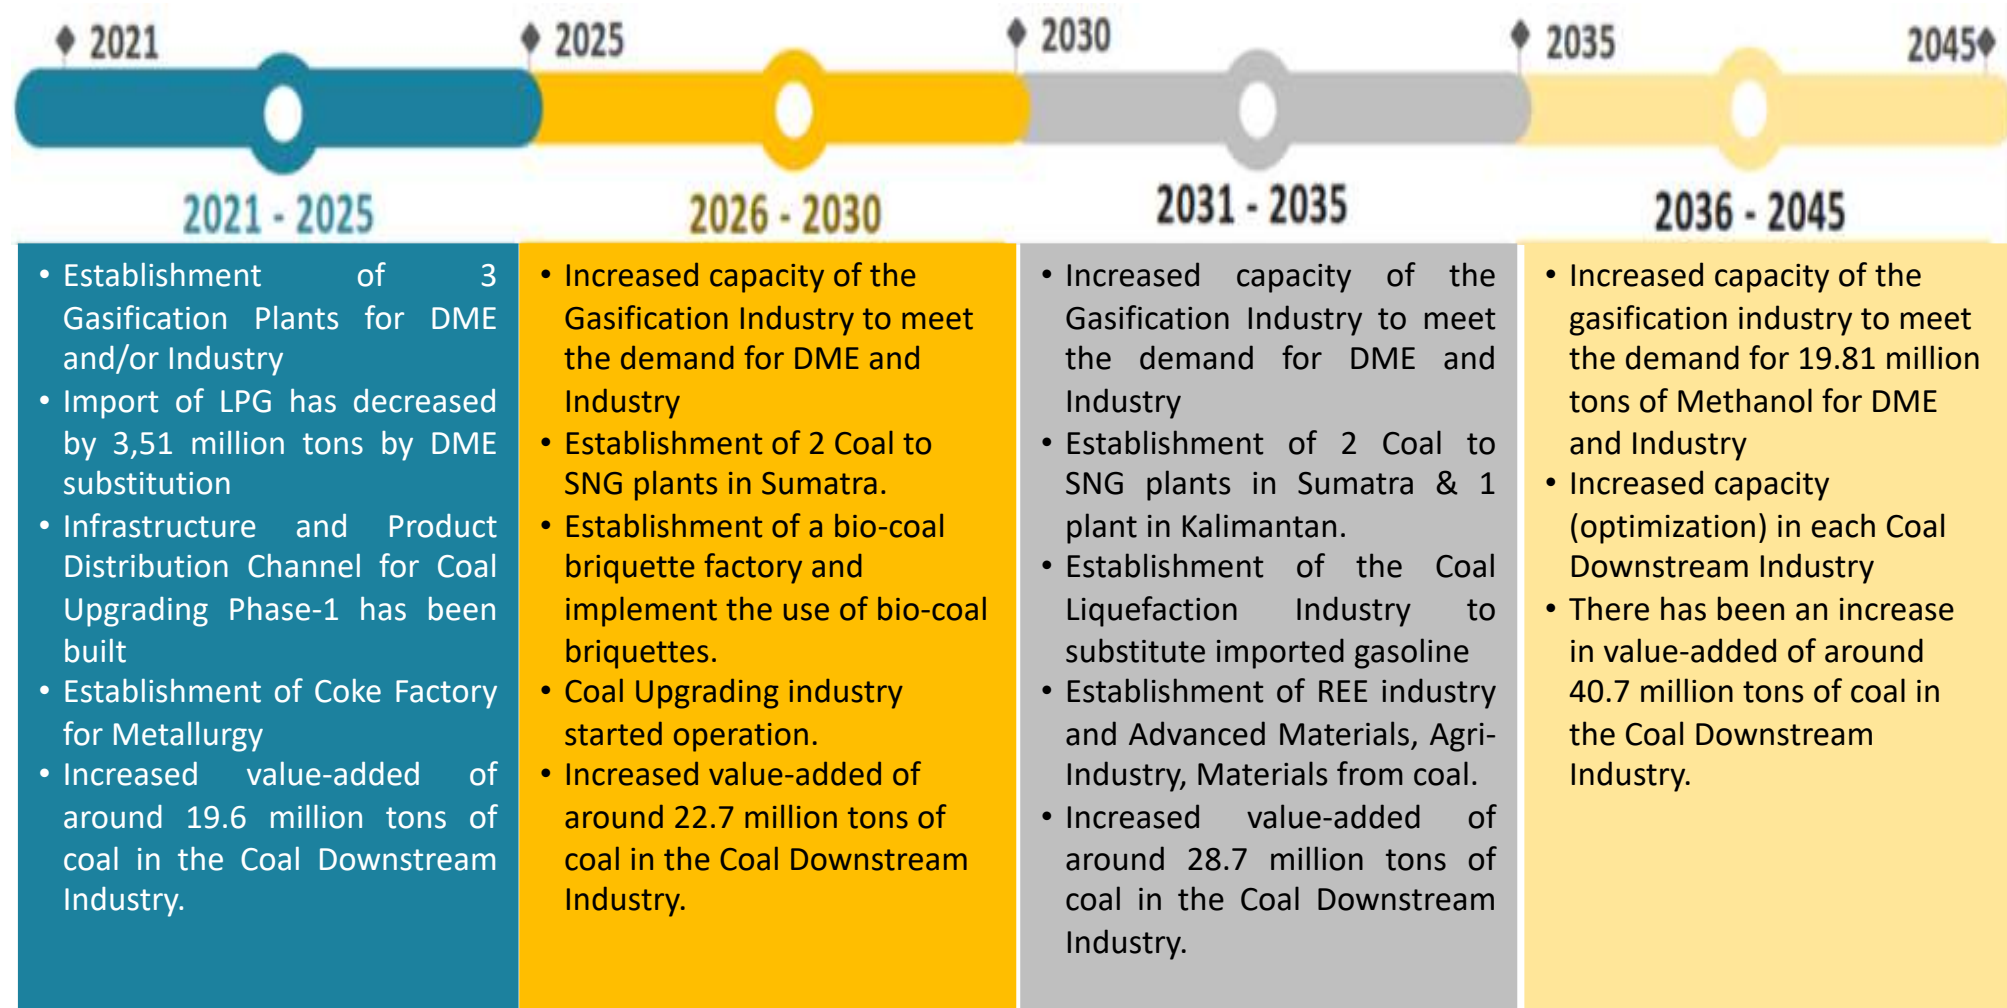 2021
2025
2030
2035
2045
2021 - 2025
2026 - 2030
2031 - 2035
2036 - 2045
• Establishment of 3
Gasification Plants for DME
and/or Industry
• Import of LPG has decreased
by 3,51 million tons by DME
substitution
• Infrastructure and Product
Distribution Channel for Coal
Upgrading Phase-1 has been
built
• Establishment of Coke Factory
for Metallurgy
• Increased value-added of
around 19.6 million tons of
coal in the Coal Downstream
Industry.
• Increased capacity of the
Gasification Industry to meet
the demand for DME and
Industry
• Establishment of 2 Coal to
SNG plants in Sumatra.
• Establishment of a bio-coal
briquette factory and
implement the use of bio-coal
briquettes.
• Coal Upgrading industry
started operation.
• Increased value-added of
around 22.7 million tons of
coal in the Coal Downstream
Industry.
• Increased capacity of the
Gasification Industry to meet
the demand for DME and
Industry
• Establishment of 2 Coal to
SNG plants in Sumatra & 1
plant in Kalimantan.
• Establishment of the Coal
Liquefaction Industry to
substitute imported gasoline
• Establishment of REE industry
and Advanced Materials, Agri-
Industry, Materials from coal.
• Increased value-added of
around 28.7 million tons of
coal in the Coal Downstream
Industry.
• Increased capacity of the
gasification industry to meet
the demand for 19.81 million
tons of Methanol for DME
and Industry
• Increased capacity
(optimization) in each Coal
Downstream Industry
• There has been an increase
in value-added of around
40.7 million tons of coal in
the Coal Downstream
Industry.